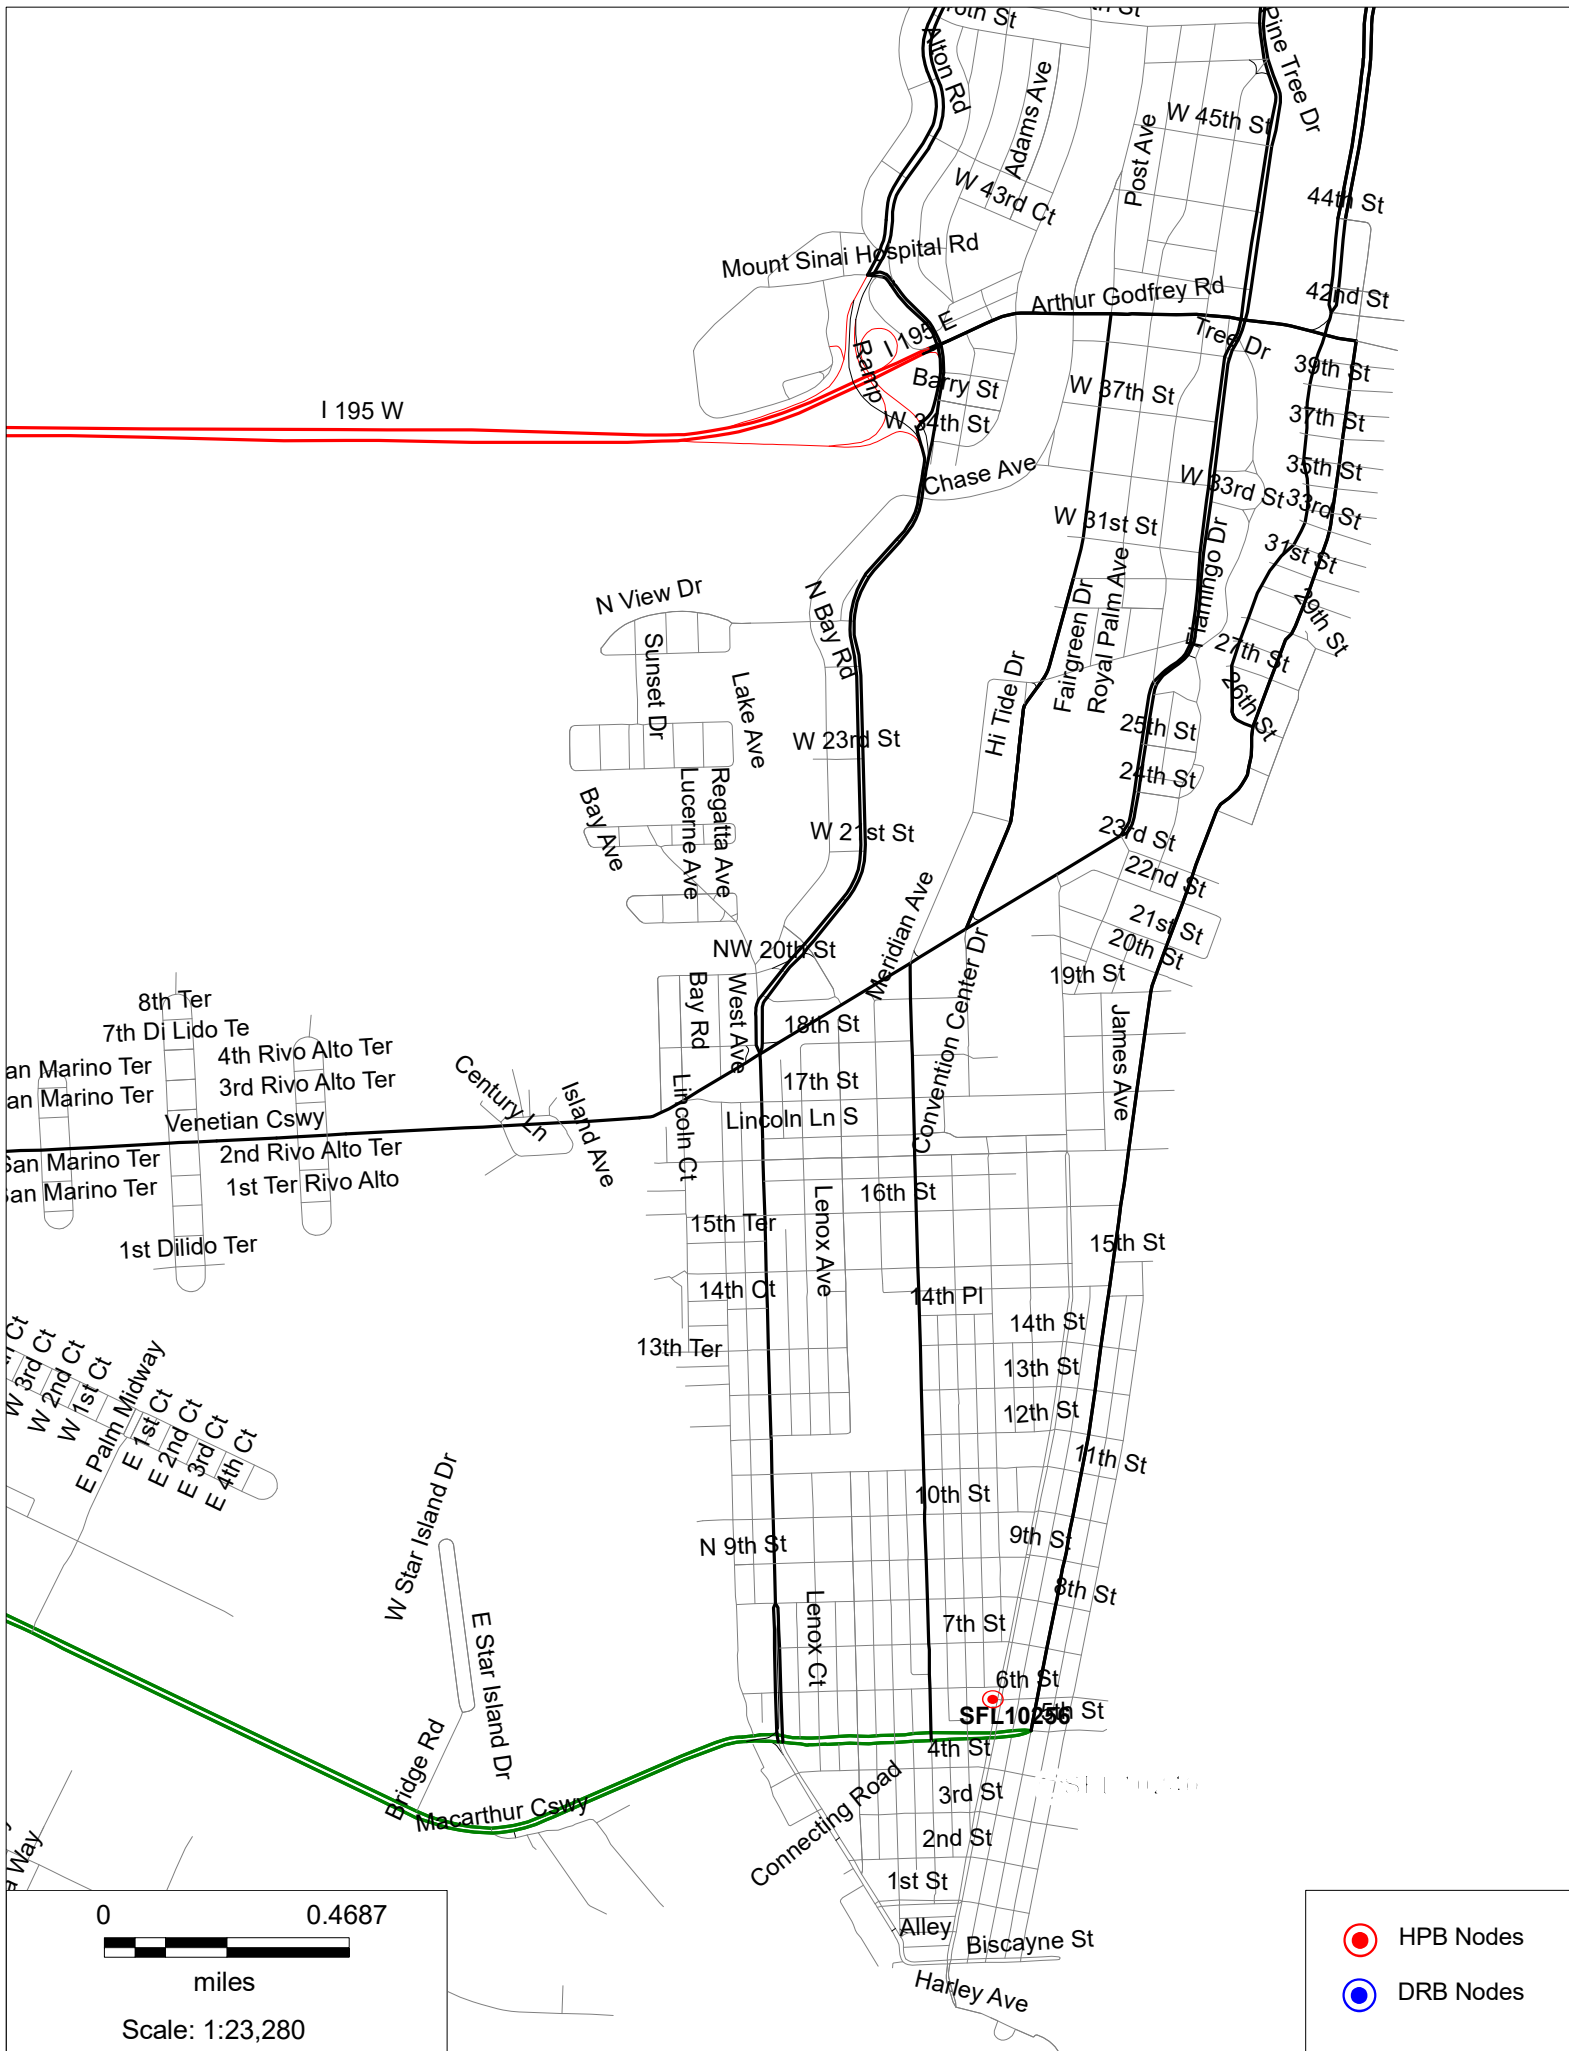 Alton Rd
Pine Tree Dr
Adams Ave
W 45th St
Post Ave
W 43rd Ct
44th St
Mount Sinai Hospital Rd
Arthur Godfrey Rd
42nd St
I 195 E
Tree Dr
Ramp
39th St
Barry St
W 37th St
I 195 W
37th St
W 34th St
35th St
Chase Ave
W 33rd St
33rd St
W 31st St
31st St
Flamingo Dr
N View Dr
N Bay Rd
Fairgreen Dr
Royal Palm Ave
29th St
27th St
Sunset Dr
Lake Ave
Hi Tide Dr
26th St
25th St
W 23rd St
24th St
Bay Ave
Lucerne Ave
Regatta Ave
W 21st St
23rd St
22nd St
Meridian Ave
21st St
NW 20th St
20th St
Convention Center Dr
19th St
Bay Rd
West Ave
8th Ter
18th St
James Ave
7th Di Lido Te
4th Rivo Alto Ter
an Marino Ter
3rd Rivo Alto Ter
an Marino Ter
Century Ln
Island Ave
17th St
Lincoln Ct
Venetian Cswy
Lincoln Ln S
2nd Rivo Alto Ter
San Marino Ter
1st Ter Rivo Alto
San Marino Ter
16th St
Lenox Ave
15th Ter
1st Dilido Ter
15th St
14th Ct
14th Pl
14th St
13th Ter
Ct
W 3rd Ct
W 2nd Ct
W 1st Ct
E Palm Midway
13th St
E 1st Ct
E 2nd Ct
E 3rd Ct
E 4th Ct
12th St
11th St
W Star Island Dr
10th St
N 9th St
9th St
8th St
Lenox Ct
7th St
E Star Island Dr
6th St
SFL10256
5th St
4th St
Bridge Rd
Connecting Road
3rd St
Macarthur Cswy
2nd St
a Way
1st St
Alley
Biscayne St
Harley Ave
0 0.4687
miles
Scale: 1:23,280
HPB Nodes
DRB Nodes